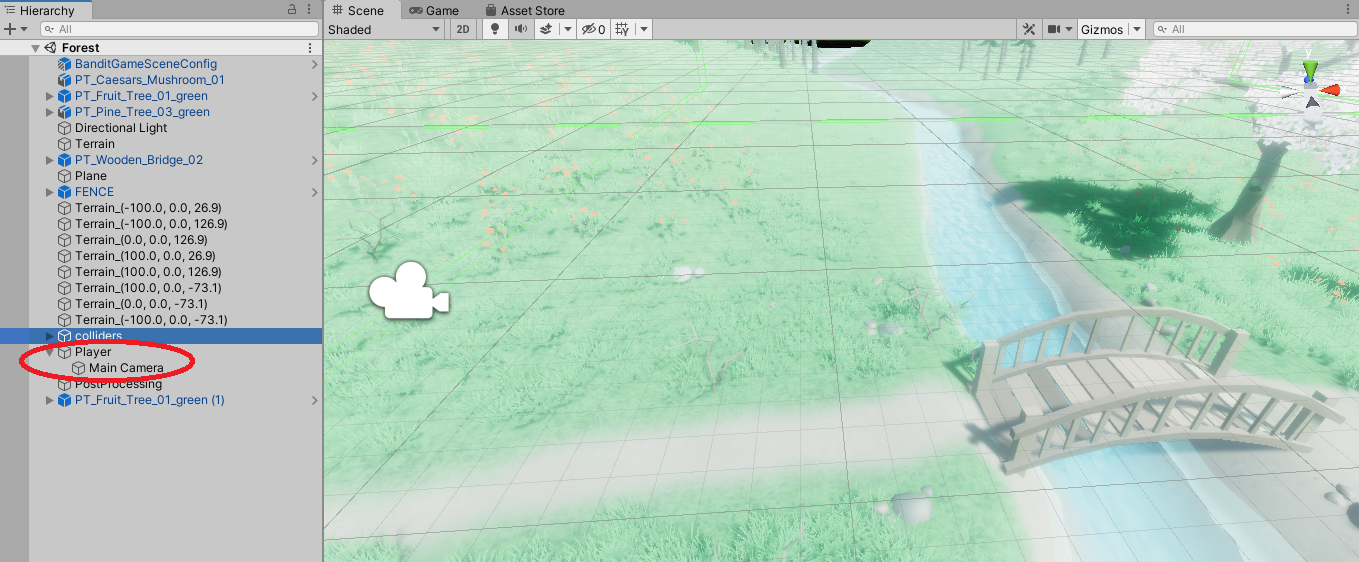 Hierarchy
All
Forest
BanditGameSceneConfig
PT_Caesars_Mushroom_01
PT_Fruit_Tree_01_green
PT_Pine_Tree_03_green
Directional Light
Terrain
PT_Wooden_Bridge_02
Plane
FENCE
Terrain_(-100.0, 0.0, 26.9)
Terrain_(-100.0, 0.0, 126.9)
Terrain_(0.0, 0.0, 126.9)
Terrain_(100.0, 0.0, 26.9)
Terrain_(100.0, 0.0, 126.9)
Terrain_(100.0, 0.0, -73.1)
Terrain_(0.0, 0.0, -73.1)
Terrain_(-100.0, 0.0, -73.1)
colliders
Player
Main Camera
PostProcessing
PT_Fruit_Tree_01_green (1)
Scene Game Asset Store
Shaded 2D 0 Gizmos All
y